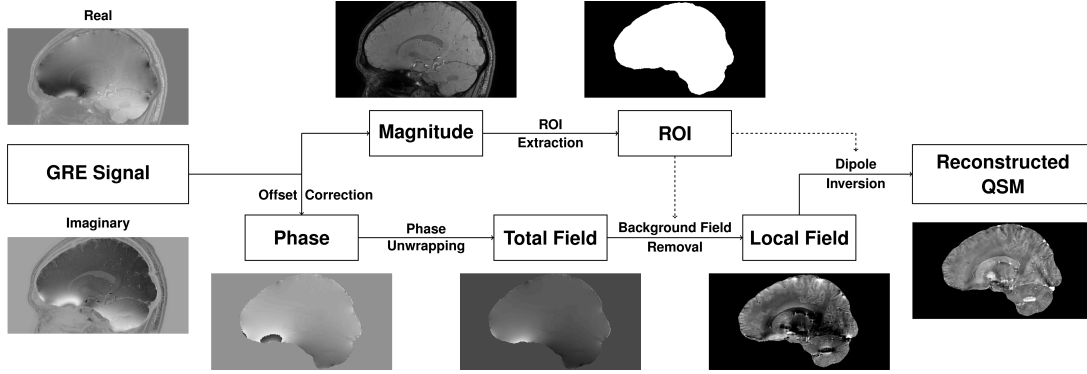 Real
GRE Signal
Imaginary
Offset Correction
Magnitude
ROI
Extraction
ROI
Phase
Phase
Unwrapping
Total Field
Background Field
Removal
Local Field
Dipole
Inversion
Reconstructed
QSM